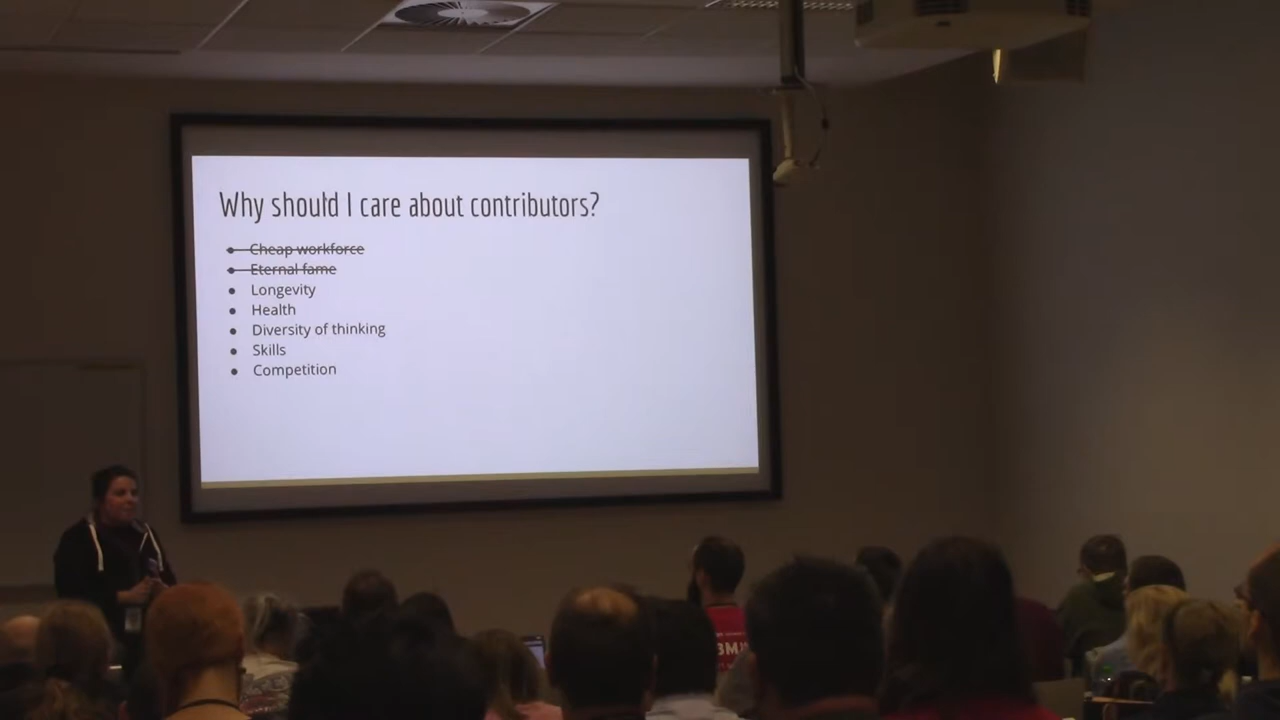 Why should I care about contributors?
Cheap workforce
Eternal fame
Longevity
Health
Diversity of thinking
Skills
Competition